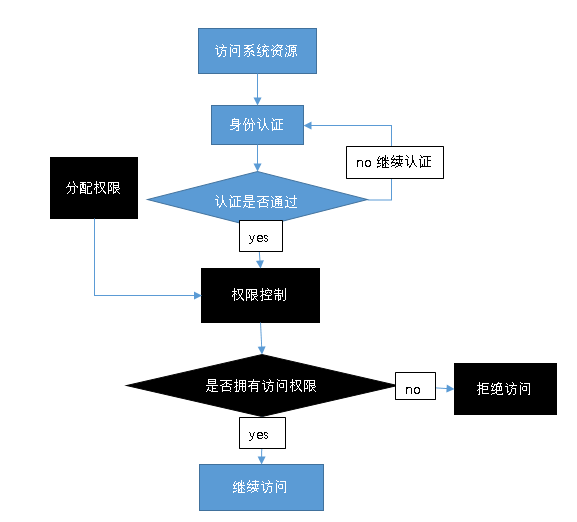 访问系统资源
身份认证
no 继续认证
分配权限
认证是否通过
yes
权限控制
是否拥有访问权限
no
拒绝访问
yes
继续访问